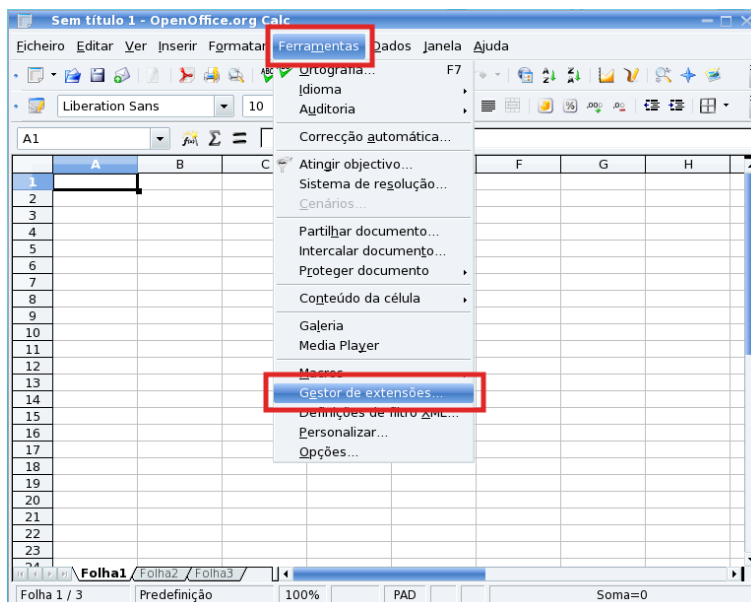 Sem título 1 - OpenOffice.org Calc
Ficheiro Editar Ver Inserir Formatar Ferramentas Dados Janela Ajuda
Ortografia... F7
Idioma
Liberation Sans 10
Auditoria
A1
Correcção automática...
A B C F G H
Atingir objectivo...
1
Sistema de resolução...
2
Cenários...
3
4
Partilhar documento...
5
Intercalar documento...
6
Proteger documento
7
8
Conteúdo da célula
9
10
Galeria
11
Media Player
12
Macros
13
Gestor de extensões...
14
15
Definições de filtro XML...
16
Personalizar...
17
Opções...
18
19
20
21
22
23
24
Folha1 Folha2 Folha3
Folha 1 / 3 Predefinição 100% PAD Soma=0